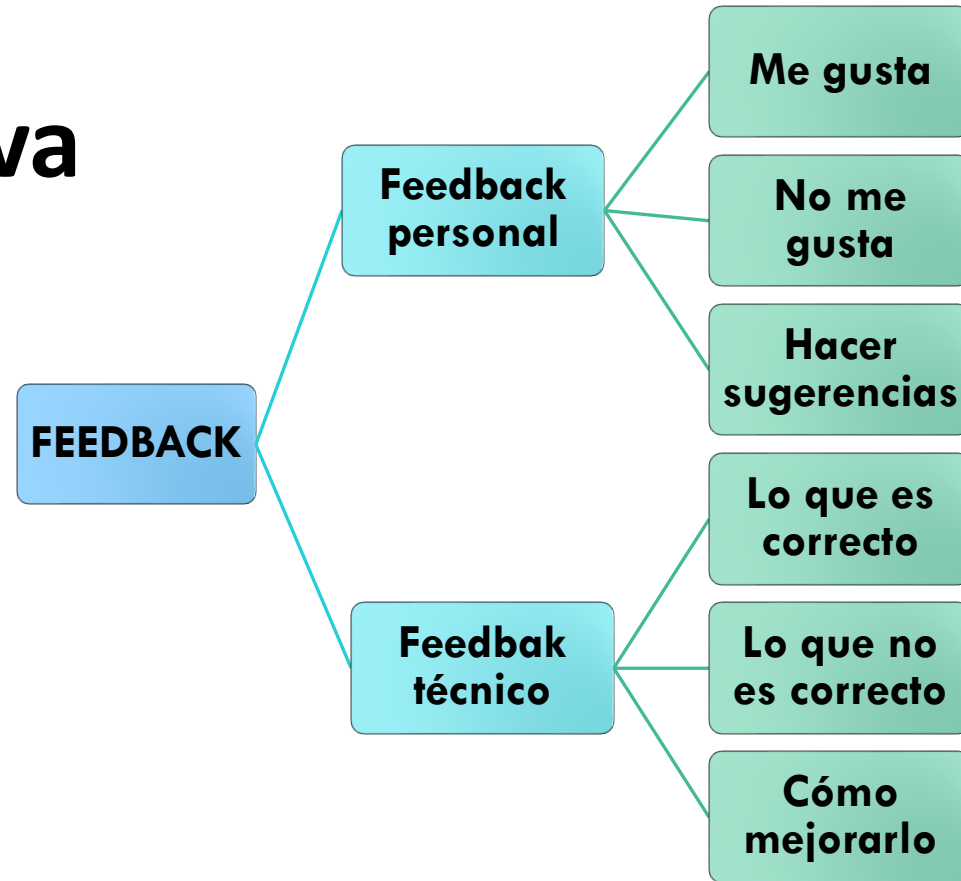 va
FEEDBACK
Feedback
personal
Me gusta
No me
gusta
Hacer
sugerencias
Feedbak
técnico
Lo que es
correcto
Lo que no
es correcto
Cómo
mejorarlo